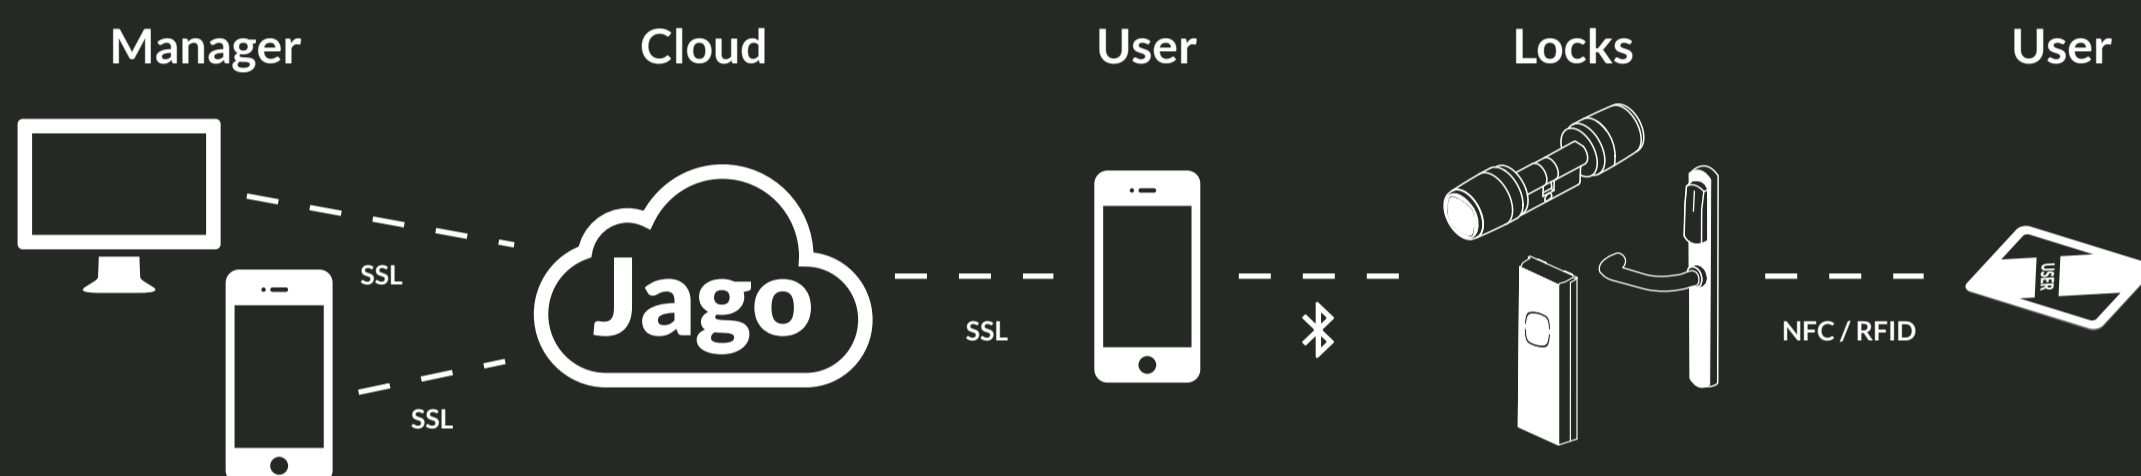 Manager
Cloud
User
Locks
User
SSL
Jago
SSL
NFC / RFID
SSL
USER